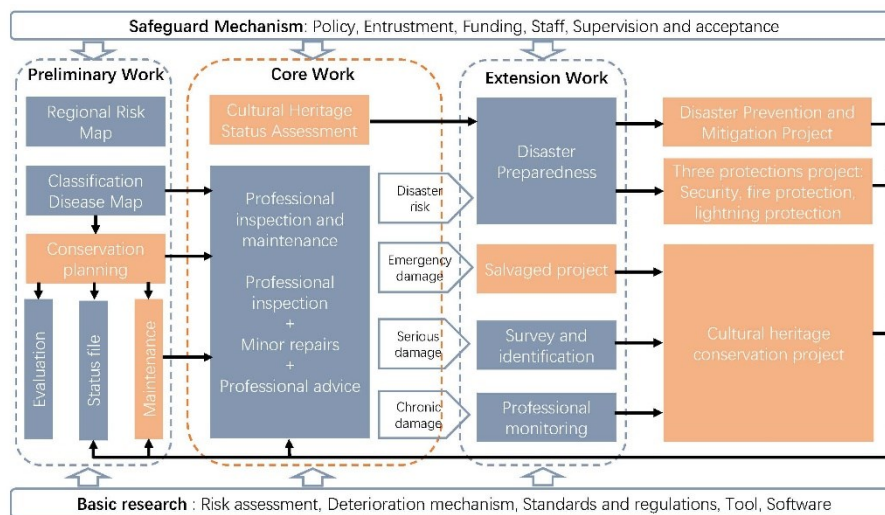 Safeguard Mechanism: Policy, Entrustment, Funding, Staff, Supervision and acceptance
Preliminary Work
Core Work
Extension Work
Regional Risk
Map
Cultural Heritage
Status Assessment
Disaster
Preparedness
Disaster Prevention and
Mitigation Project
Classification
Disease Map
Professional
inspection and
maintenance
Professional
inspection
+
Minor repairs
+
Professional advice
Disaster
risk
Three protections project:
Security, fire protection,
lightning protection
Conservation
planning
Emergency
damage
Salvaged project
Evaluation
Status file
Maintenance
Serious
damage
Survey and
identification
Cultural heritage
conservation project
Chronic
damage
Professional
monitoring
Basic research : Risk assessment, Deterioration mechanism, Standards and regulations, Tool, Software